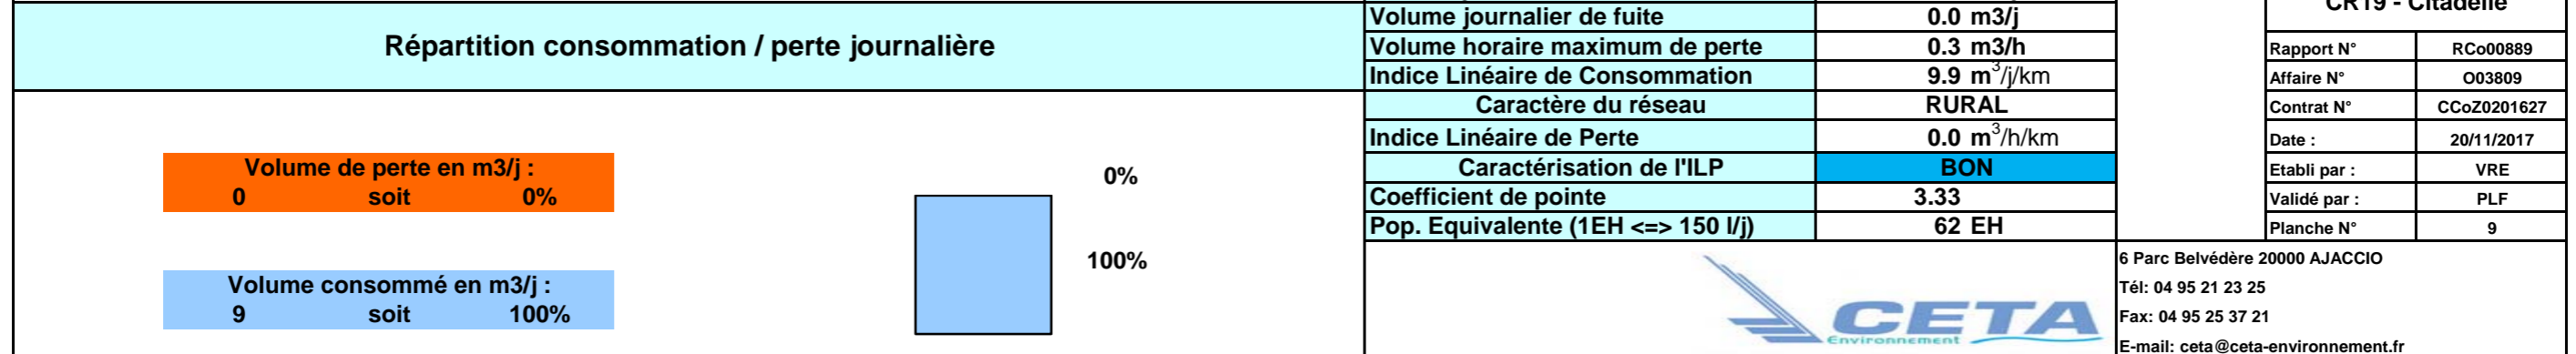 Répartition consommation / perte journalière
Volume de perte en m3/j :
0 soit 0%
Volume consommé en m3/j :
9 soit 100%
0%
100%
Volume journalier de fuite 0.0 m3/j
Volume horaire maximum de perte 0.3 m3/h
Indice Linéaire de Consommation 9.9 m³/j/km
Caractère du réseau RURAL
Indice Linéaire de Perte 0.0 m³/h/km
Caractérisation de l'ILP BON
Coefficient de pointe 3.33
Pop. Equivalente (1EH <=> 150 l/j) 62 EH
CETA
Environnement
CR19 - Citadelle
Rapport N° RCo00889
Affaire N° O03809
Contrat N° CCoZ0201627
Date : 20/11/2017
Etabli par : VRE
Validé par : PLF
Planche N° 9
6 Parc Belvédère 20000 AJACCIO
Tél: 04 95 21 23 25
Fax: 04 95 25 37 21
E-mail: ceta@ceta-environnement.fr